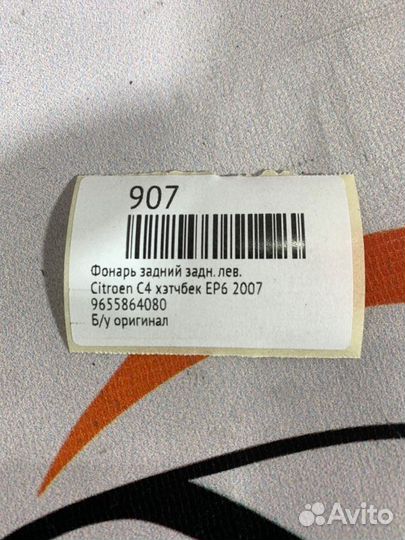 907
Фонарь задний задн. лев.
Citroen C4 хэтчбек EP6 2007
9655864080
Б/у оригинал
Avito